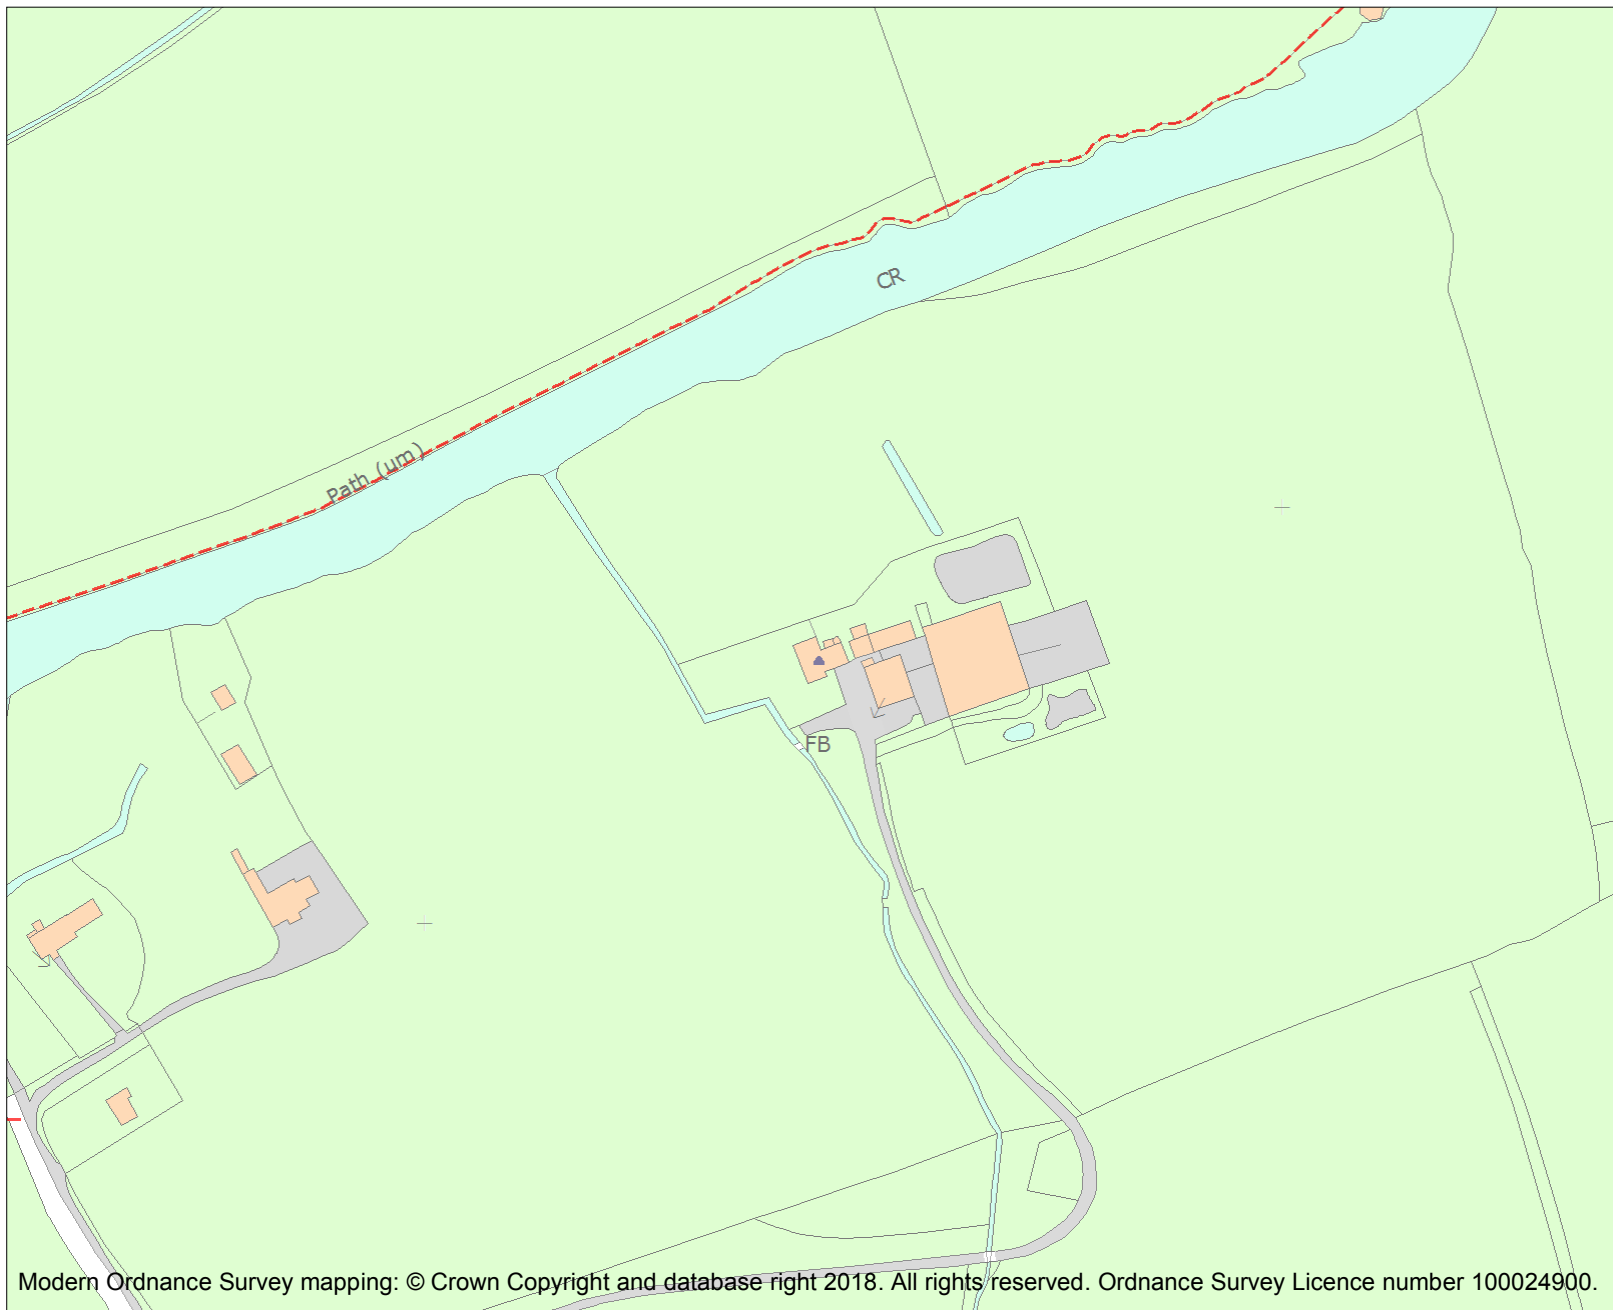 CR
Path (um)
FB
Modern Ordnance Survey mapping: © Crown Copyright and database right 2018. All rights reserved. Ordnance Survey Licence number 100024900.